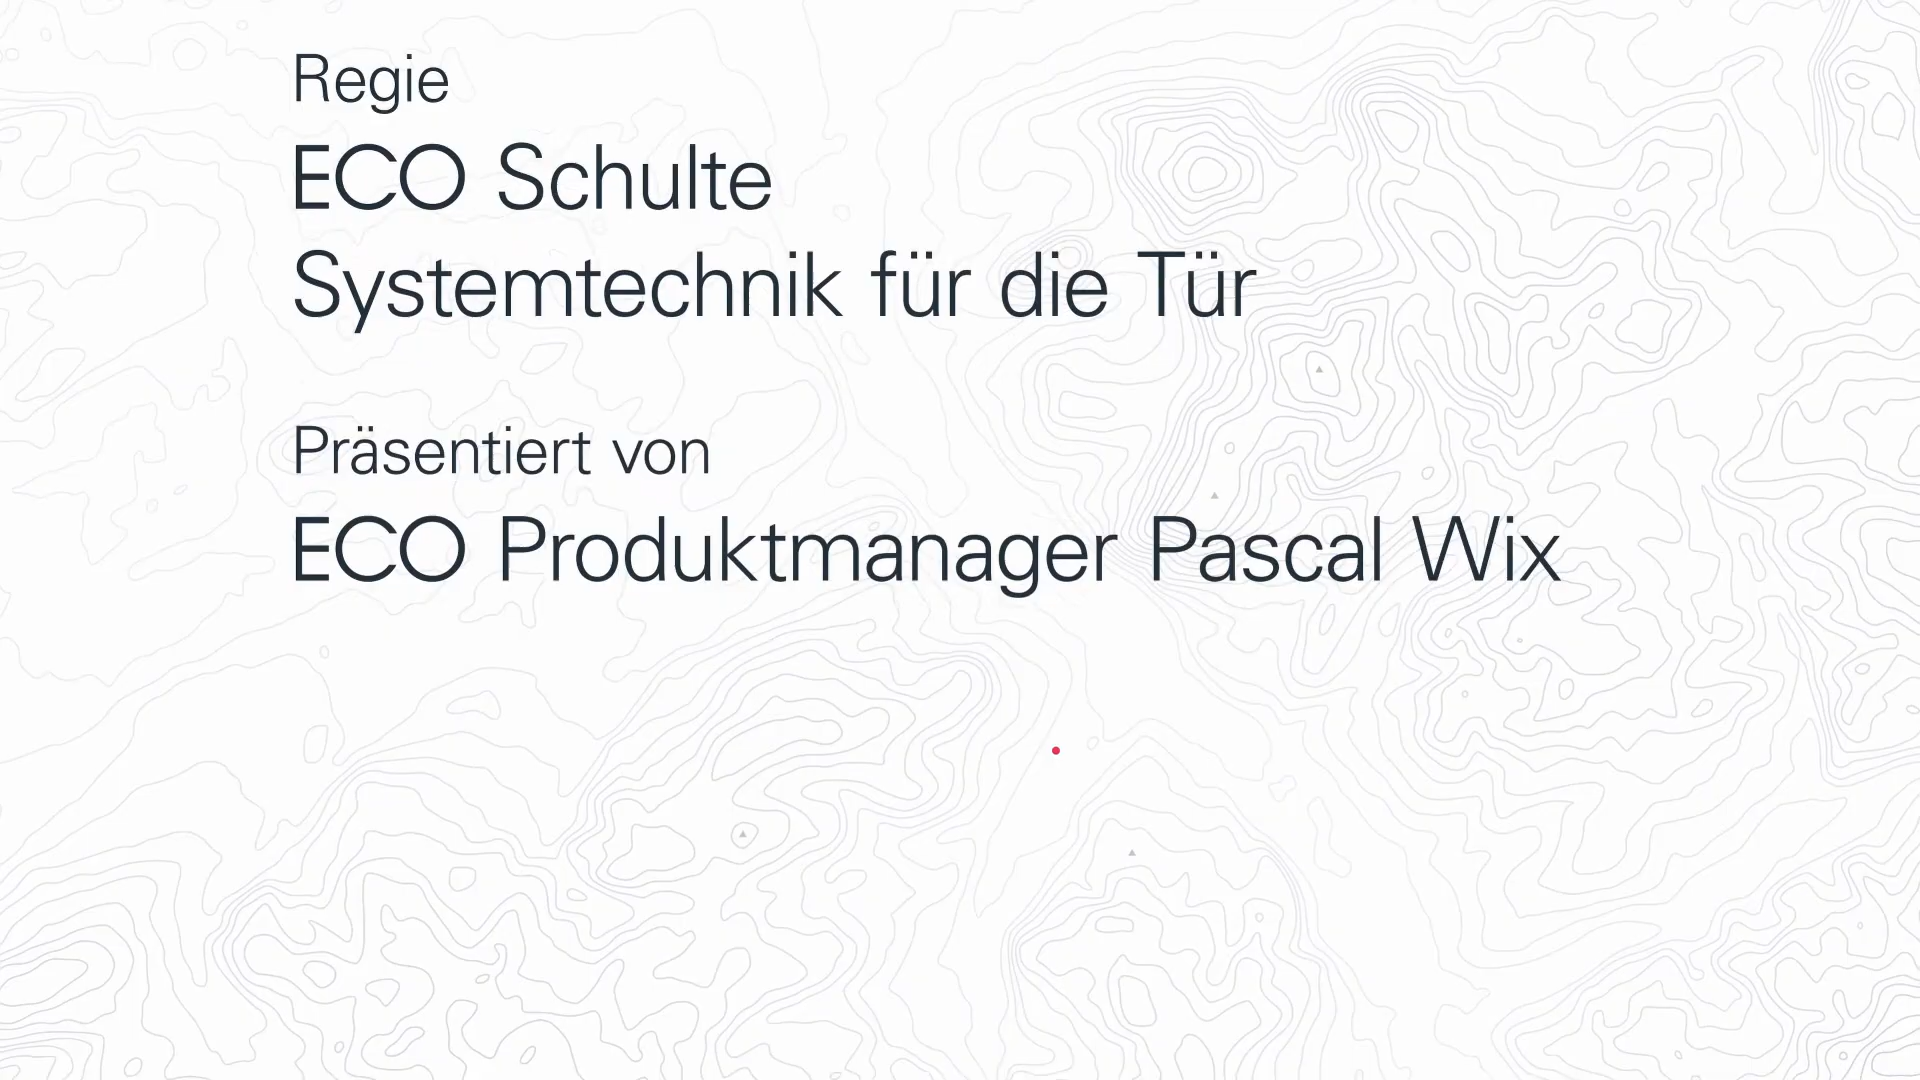 Regie
ECO Schulte
Systemtechnik für die Tür
Präsentiert von
ECO Produktmanager Pascal Wix